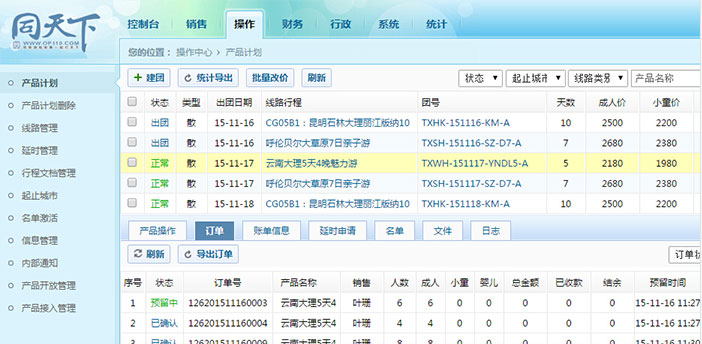 同天下
WWW.OP110.COM
控制台 销售 操作 财务 行政 系统 统计
您的位置： 操作中心 › 产品计划
产品计划
产品计划删除
线路管理
延时管理
行程文档管理
起止城市
名单激活
信息管理
内部通知
产品开放管理
产品接入管理
建团 统计导出 批量改价 刷新 状态 起止城市 线路类别 产品名称
状态 类型 出团日期 线路行程 团号 天数 成人价 小童价
出团 散 15-11-16 CG05B1：昆明石林大理丽江版纳10 TXHK-151116-KM-A 10 2500 2200
出团 散 15-11-16 呼伦贝尔大草原7日亲子游 TXSH-151116-SZ-D7-A 7 2680 2380
正常 散 15-11-17 云南大理5天4晚魅力游 TXWH-151117-YNDL5-A 5 2180 1980
正常 散 15-11-17 呼伦贝尔大草原7日亲子游 TXSH-151117-SZ-D7-A 7 2680 2380
正常 散 15-11-18 CG05B1：昆明石林大理丽江版纳10 TXHK-151118-KM-A 10 2500 2200
产品操作 订单 账单信息 延时申请 名单 文件 日志
刷新 导出订单 订单状
序号 状态 订单号 产品名称 销售 人数 成人 小童 婴儿 总金额 已收款 结余 预留时间
1 预留中 126201511160003 云南大理5天4 叶珊 6 6 0 0 0 0 0 15-11-16 11:27
2 已确认 126201511160004 云南大理5天4 叶珊 4 4 0 0 0 0 0 15-11-16 11:27
3 已确认 126201511160009 云南大理5天4 叶珊 8 8 0 0 0 0 0 15-11-16 11:30